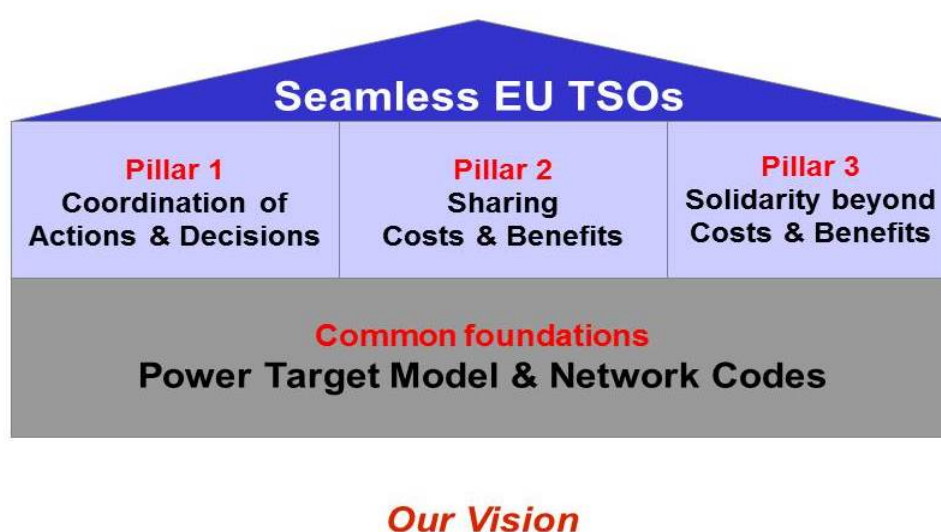 Seamless EU TSOs
Pillar 1
Coordination of
Actions & Decisions
Pillar 2
Sharing
Costs & Benefits
Pillar 3
Solidarity beyond
Costs & Benefits
Common foundations
Power Target Model & Network Codes
Our Vision